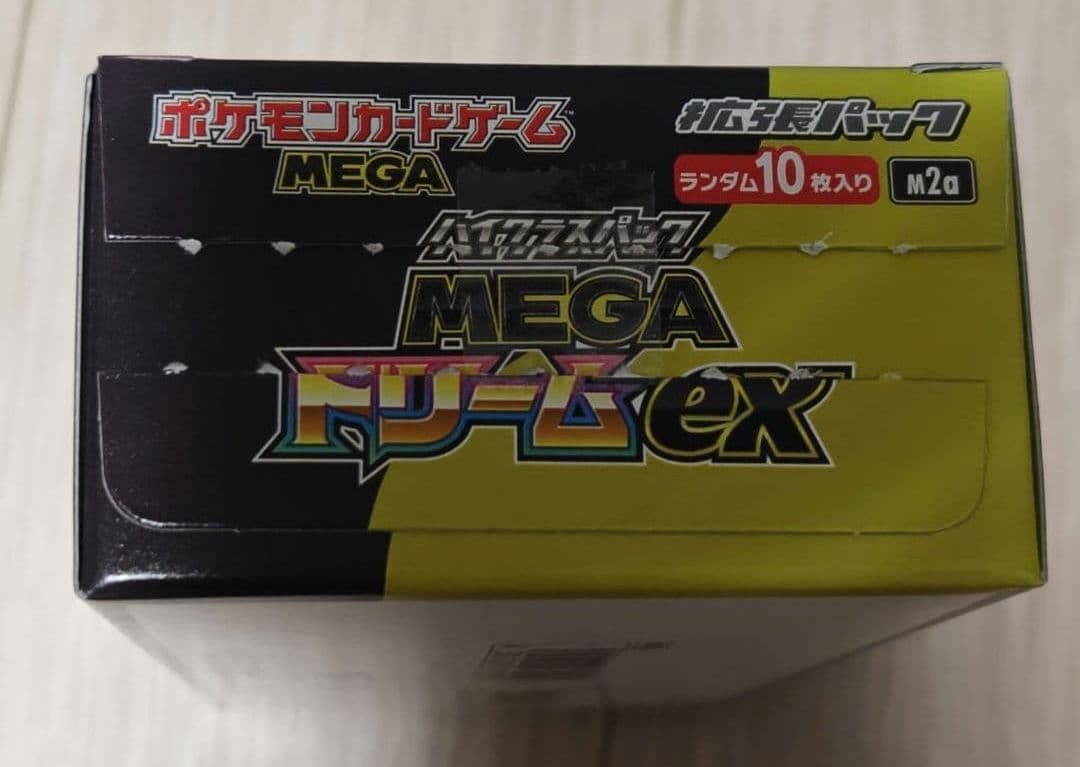 ポケモンカードゲーム™
MEGA
拡張パック
ランダム10枚入り
M2a
ハイクラスパック
MEGA
ドリームex